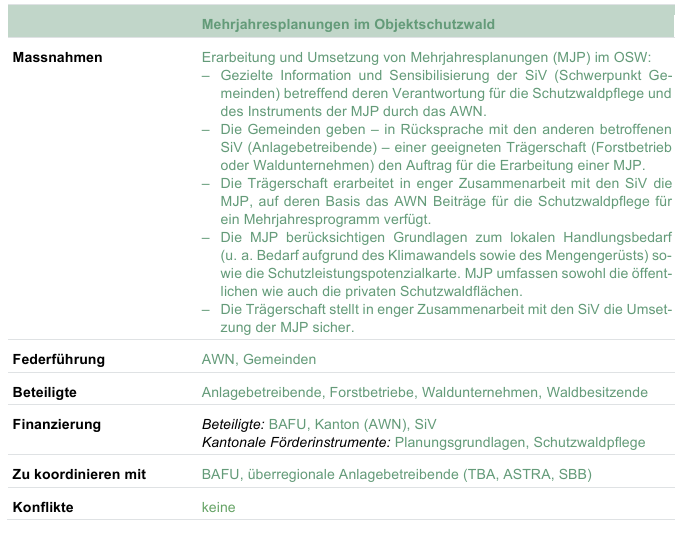 Mehrjahresplanungen im Objektschutzwald
Massnahmen
Erarbeitung und Umsetzung von Mehrjahresplanungen (MJP) im OSW:
– Gezielte Information und Sensibilisierung der SiV (Schwerpunkt Ge-
meinden) betreffend deren Verantwortung für die Schutzwaldpflege und
des Instruments der MJP durch das AWN.
– Die Gemeinden geben – in Rücksprache mit den anderen betroffenen
SiV (Anlagebetreibende) – einer geeigneten Trägerschaft (Forstbetrieb
oder Waldunternehmen) den Auftrag für die Erarbeitung einer MJP.
– Die Trägerschaft erarbeitet in enger Zusammenarbeit mit den SiV die
MJP, auf deren Basis das AWN Beiträge für die Schutzwaldpflege für
ein Mehrjahresprogramm verfügt.
– Die MJP berücksichtigen Grundlagen zum lokalen Handlungsbedarf
(u. a. Bedarf aufgrund des Klimawandels sowie des Mengengerüsts) so-
wie die Schutzleistungspotenzialkarte. MJP umfassen sowohl die öffent-
lichen wie auch die privaten Schutzwaldflächen.
– Die Trägerschaft stellt in enger Zusammenarbeit mit den SiV die Umset-
zung der MJP sicher.
Federführung
AWN, Gemeinden
Beteiligte
Anlagebetreibende, Forstbetriebe, Waldunternehmen, Waldbesitzende
Finanzierung
Beteiligte: BAFU, Kanton (AWN), SiV
Kantonale Förderinstrumente: Planungsgrundlagen, Schutzwaldpflege
Zu koordinieren mit
BAFU, überregionale Anlagebetreibende (TBA, ASTRA, SBB)
Konflikte
keine